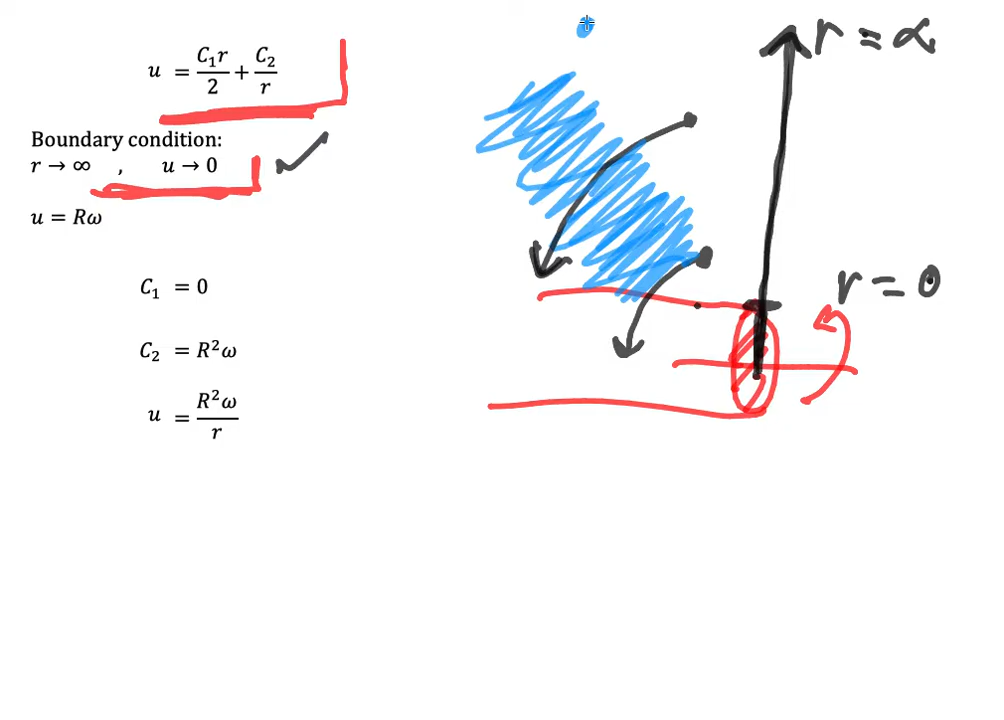 u = C₁r/2 + C₂/r
Boundary condition:
r → ∞ , u → 0
u = Rω
C₁ = 0
C₂ = R²ω
u = R²ω/r
r = α
r = 0